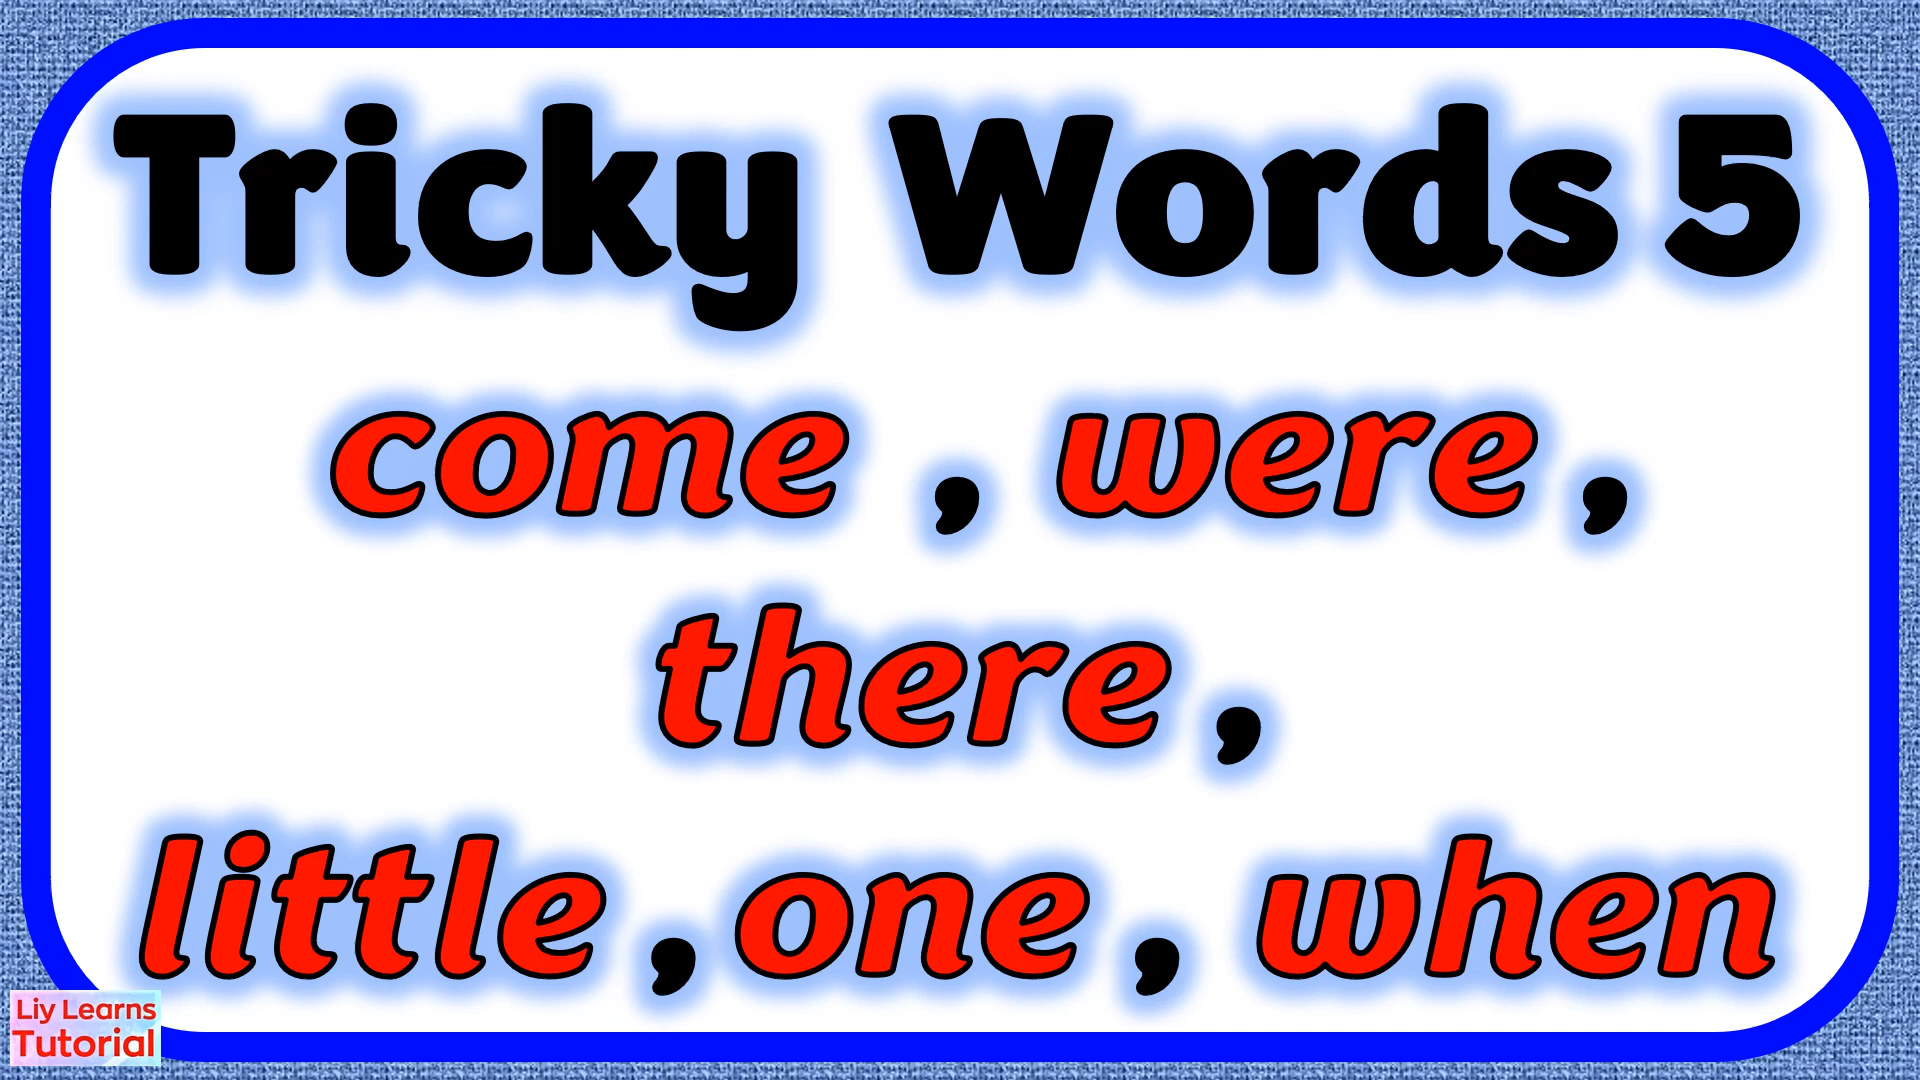 Tricky Words 5
come , were ,
there ,
little , one , when
Liy Learns
Tutorial